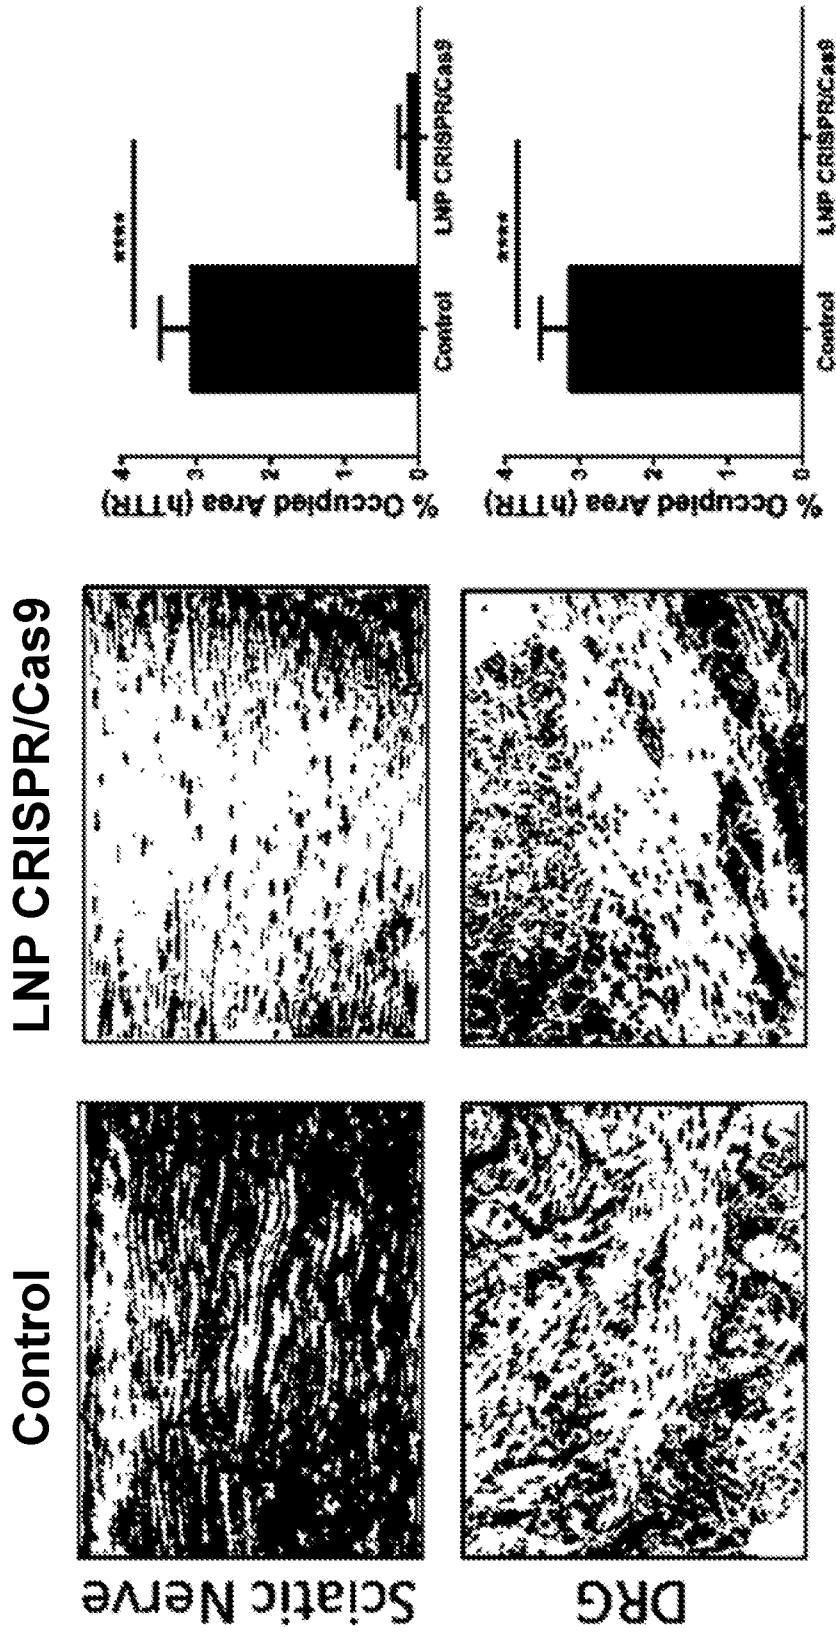 Control
LNP CRISPR/Cas9
Sciatic Nerve
% Occupied Area (hTTR)
4
3
2
1
0
****
Control
LNP CRISPR/Cas9
DRG
% Occupied Area (hTTR)
4
3
2
1
0
****
Control
LNP CRISPR/Cas9